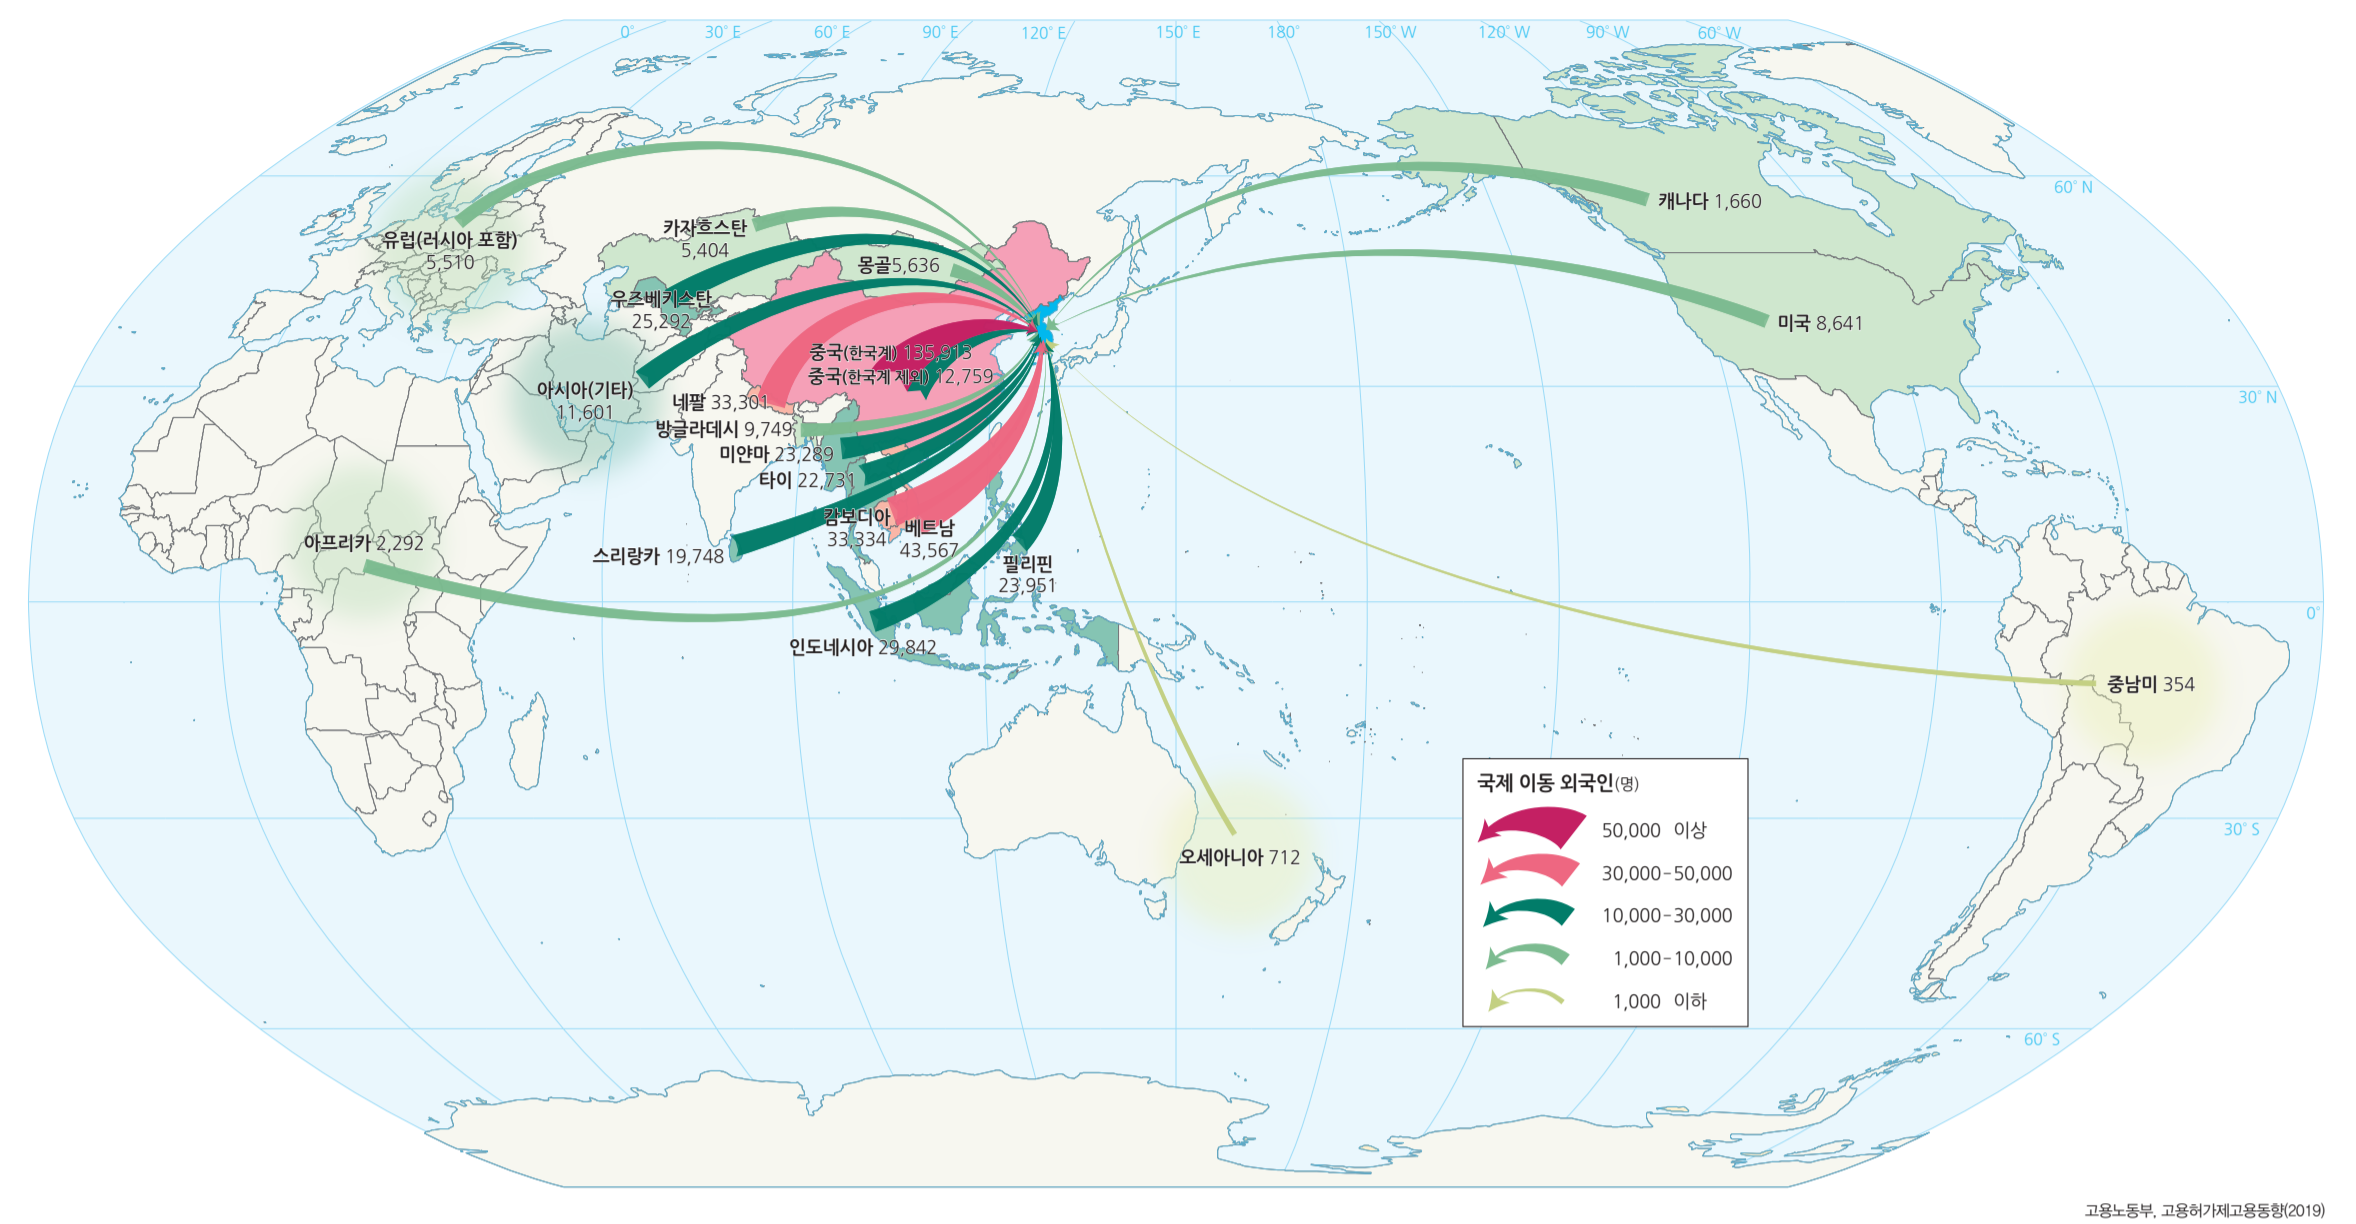 0°
30° E
60° E
90° E
120° E
150° E
180°
150° W
120° W
90° W
60° W
60° N
30° N
0°
30° S
60° S
유럽(러시아 포함)
5,510
카자흐스탄
5,404
몽골5,636
우즈베키스탄
25,292
캐나다 1,660
미국 8,641
중국(한국계) 135,913
중국(한국계 제외) 12,759
아시아(기타)
11,601
네팔 33,301
방글라데시 9,749
미얀마 23,289
타이 22,731
캄보디아
33,334
베트남
43,567
스리랑카 19,748
아프리카 2,292
필리핀
23,951
인도네시아 29,842
중남미 354
오세아니아 712
국제 이동 외국인(명)
50,000 이상
30,000-50,000
10,000-30,000
1,000-10,000
1,000 이하
고용노동부, 고용허가제고용동향(2019)